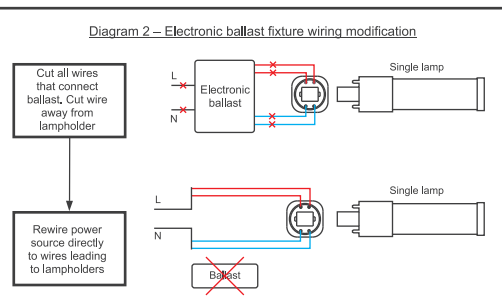 Diagram 2 – Electronic ballast fixture wiring modification
Cut all wires
that connect
ballast. Cut wire
away from
lampholder
L
N
Electronic
ballast
Single lamp
Rewire power
source directly
to wires leading
to lampholders
L
N
Single lamp
Ballast